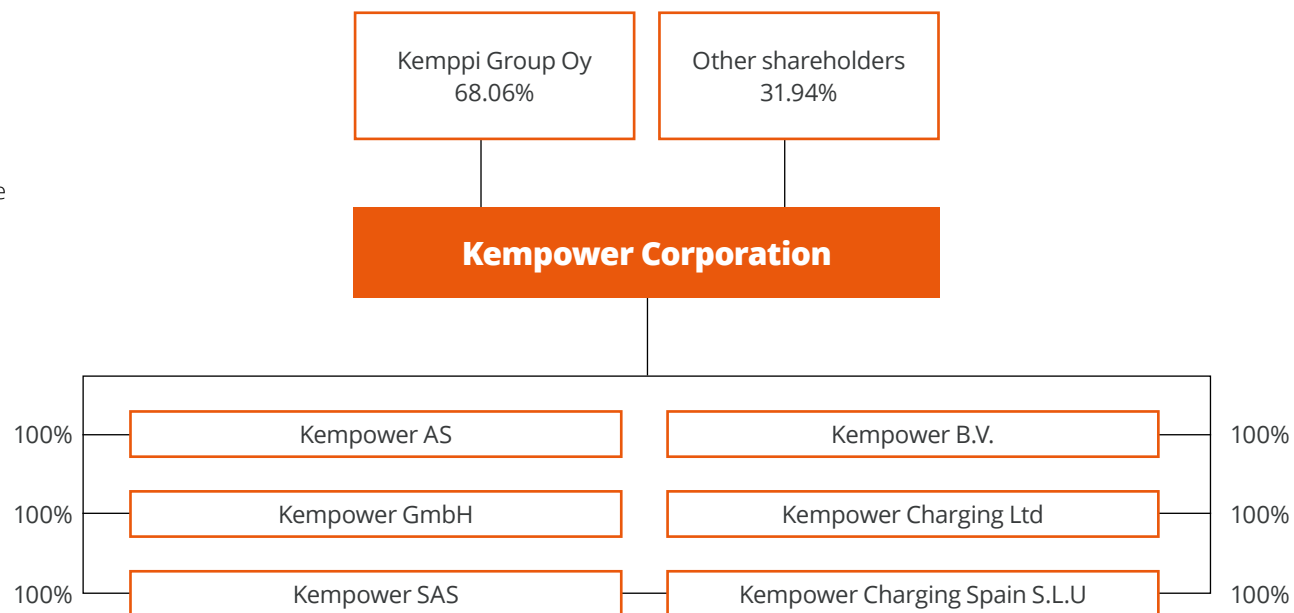 Kemppi Group Oy
68.06%
Other shareholders
31.94%
e
Kempower Corporation
100% Kempower AS Kempower B.V. 100%
100% Kempower GmbH Kempower Charging Ltd 100%
100% Kempower SAS Kempower Charging Spain S.L.U 100%